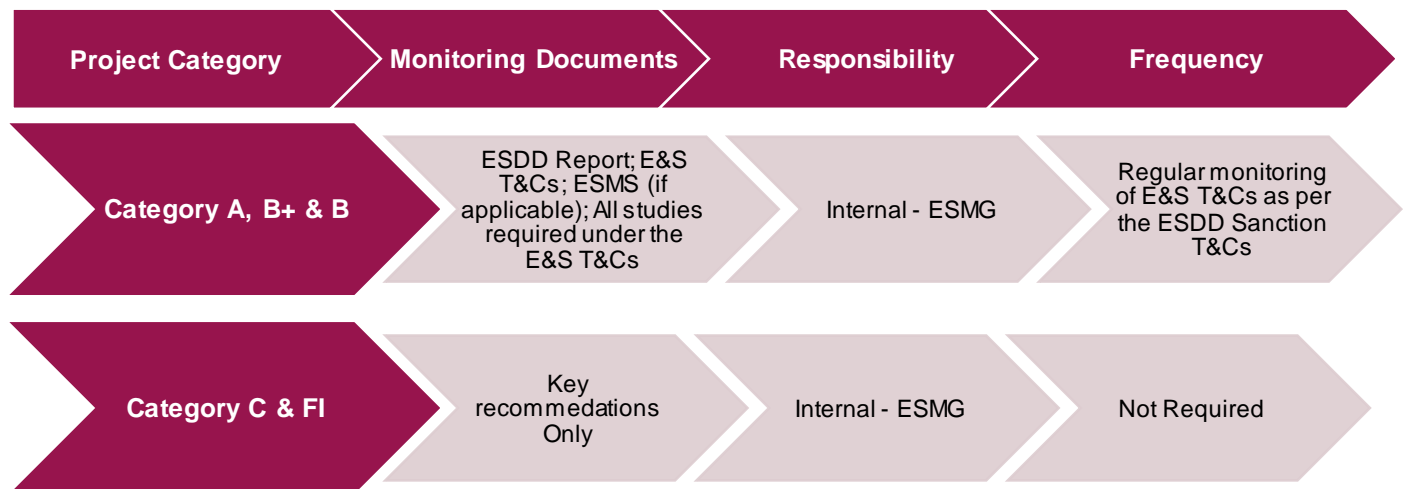 Project Category
Monitoring Documents
Responsibility
Frequency
Category A, B+ & B
ESDD Report; E&S
T&Cs; ESMS (if
applicable); All studies
required under the
E&S T&Cs
Internal - ESMG
Regular monitoring
of E&S T&Cs as per
the ESDD Sanction
T&Cs
Category C & FI
Key
recommedations
Only
Internal - ESMG
Not Required